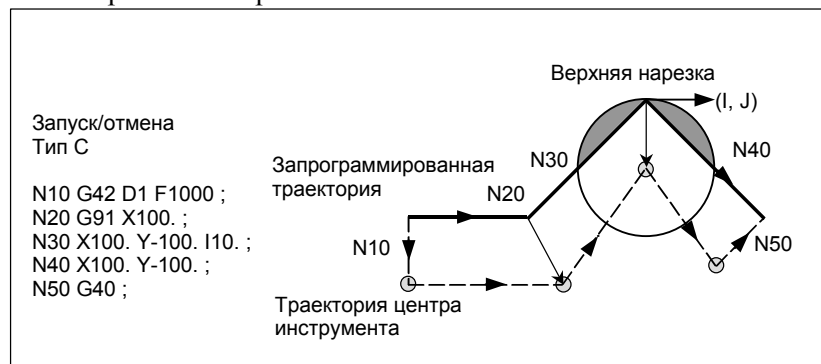 Верхняя нарезка
(I, J)
Запуск/отмена
Тип C
N10 G42 D1 F1000 ;
N20 G91 X100. ;
N30 X100. Y-100. I10. ;
N40 X100. Y-100. ;
N50 G40 ;
Запрограммированная
траектория
N10
N20
N30
N40
N50
Траектория центра
инструмента